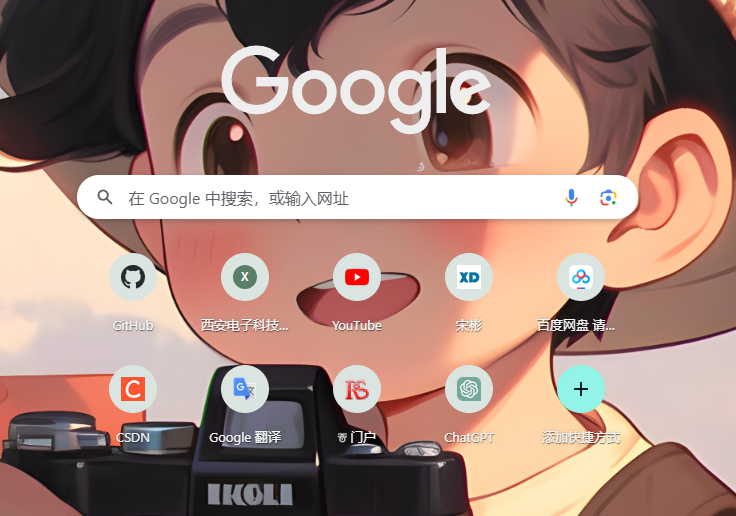 Google
在 Google 中搜索，或输入网址
GitHub
X
西安电子科技...
YouTube
XD
宋彬
百度网盘 请...
C
CSDN
G
Google 翻译
RS
门户
ChatGPT
添加快捷方式
IKOLI